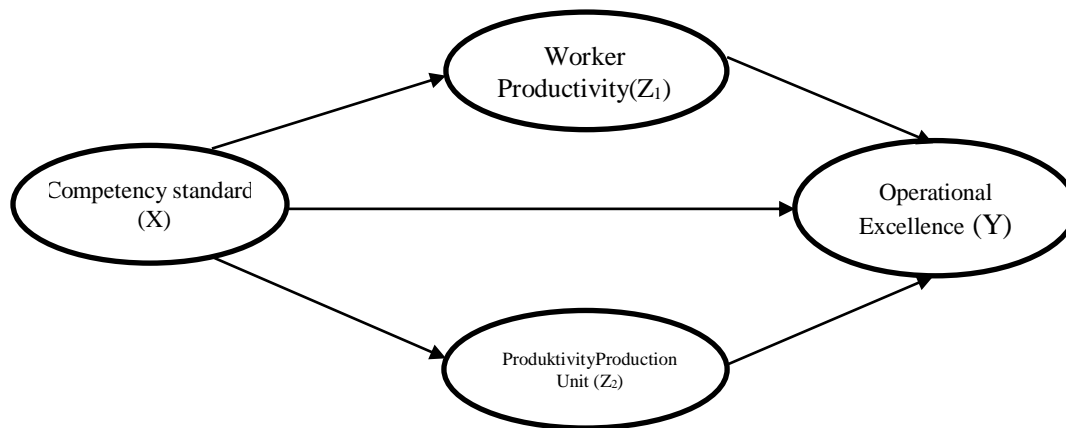 Worker
Productivity(Z₁)
Competency standard
(X)
Operational
Excellence (Y)
ProduktivityProduction
Unit (Z₂)